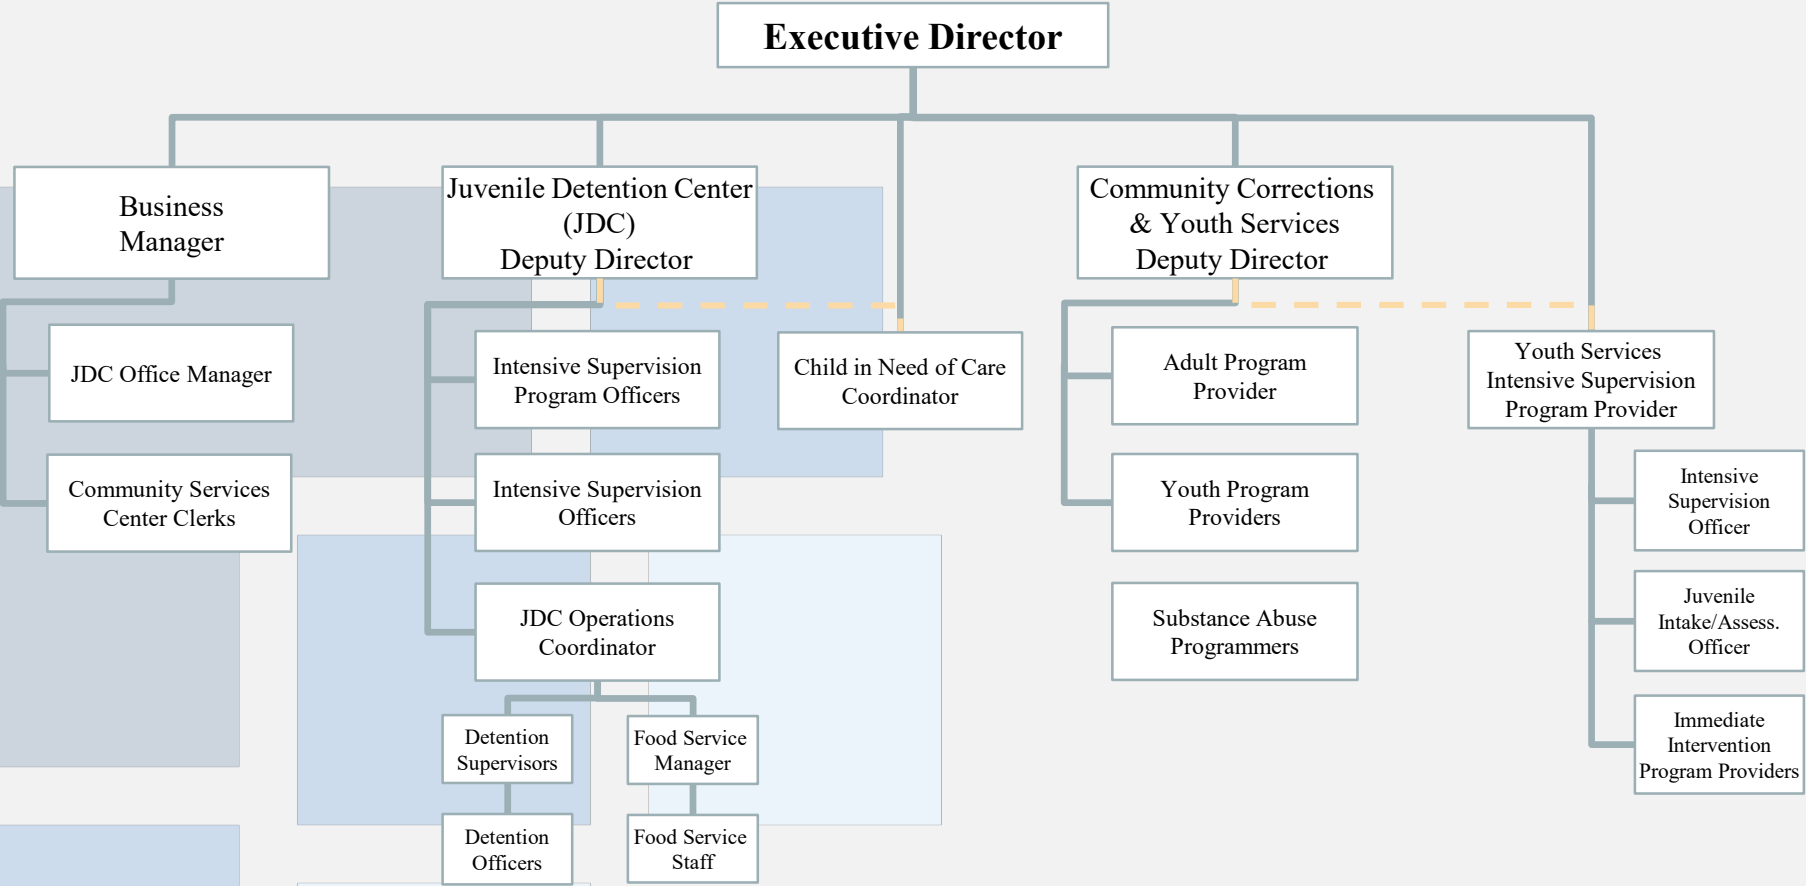 Executive Director
Business
Manager
Juvenile Detention Center
(JDC)
Deputy Director
Community Corrections
& Youth Services
Deputy Director
JDC Office Manager
Community Services
Center Clerks
Intensive Supervision
Program Officers
Intensive Supervision
Officers
JDC Operations
Coordinator
Detention
Supervisors
Food Service
Manager
Detention
Officers
Food Service
Staff
Child in Need of Care
Coordinator
Adult Program
Provider
Youth Program
Providers
Substance Abuse
Programmers
Youth Services
Intensive Supervision
Program Provider
Intensive
Supervision
Officer
Juvenile
Intake/Assess.
Officer
Immediate
Intervention
Program Providers